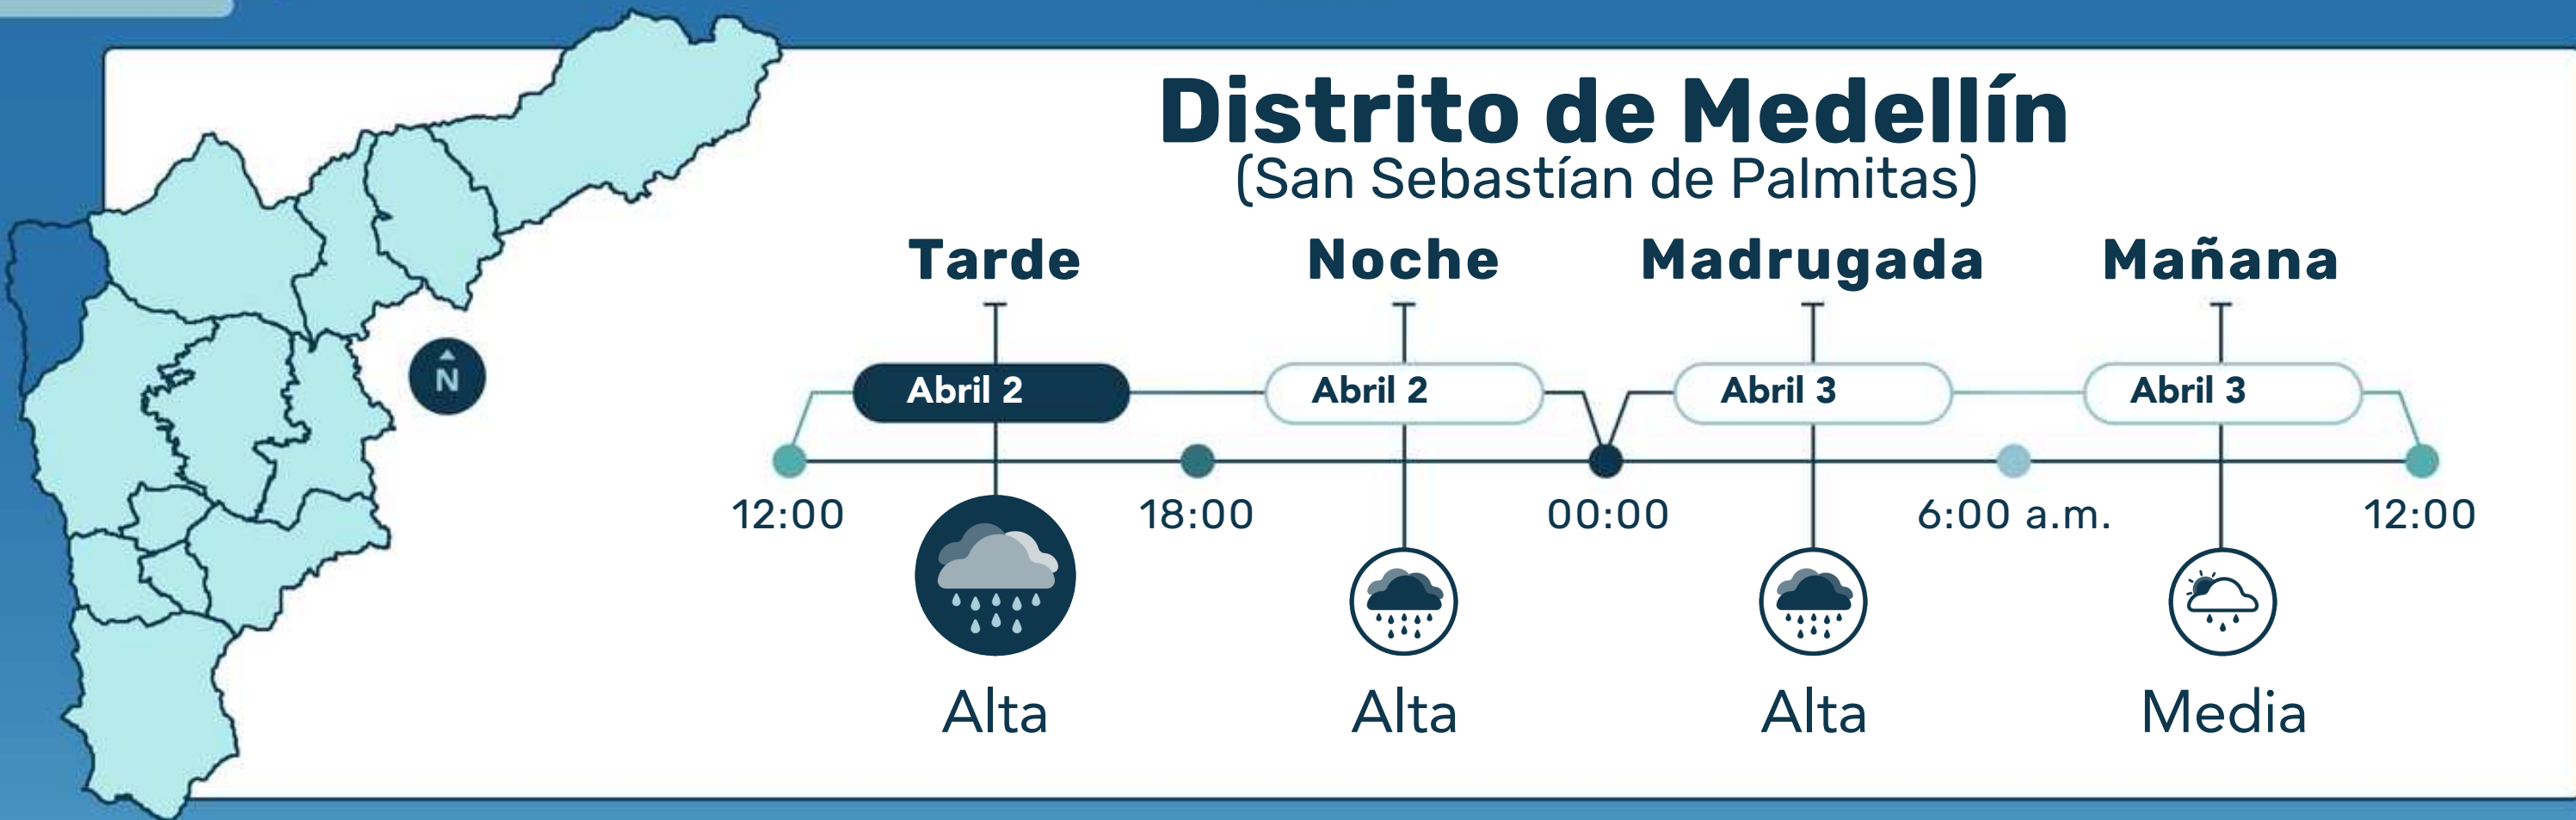 Distrito de Medellín
(San Sebastían de Palmitas)
Tarde Noche Madrugada Mañana
Abril 2 Abril 2 Abril 3 Abril 3
N
12:00 18:00 00:00 6:00 a.m. 12:00
Alta Alta Alta Media